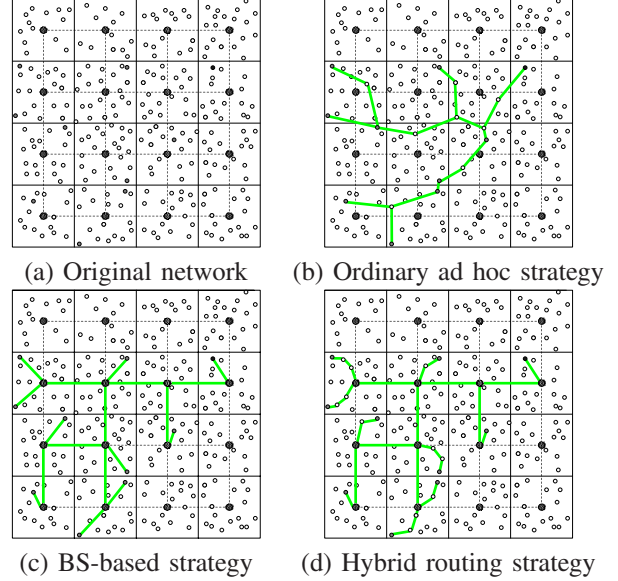 (a) Original network
(b) Ordinary ad hoc strategy
(c) BS-based strategy
(d) Hybrid routing strategy